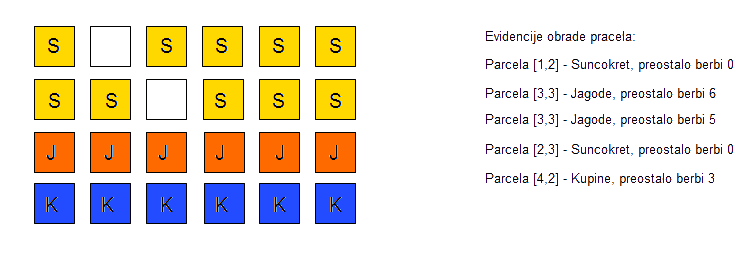 S S S S S
S S S S S
J J J J J J
K K K K K K
Evidencije obrade pracela:
Parcela [1,2] - Suncokret, preostalo berbi 0
Parcela [3,3] - Jagode, preostalo berbi 6
Parcela [3,3] - Jagode, preostalo berbi 5
Parcela [2,3] - Suncokret, preostalo berbi 0
Parcela [4,2] - Kupine, preostalo berbi 3